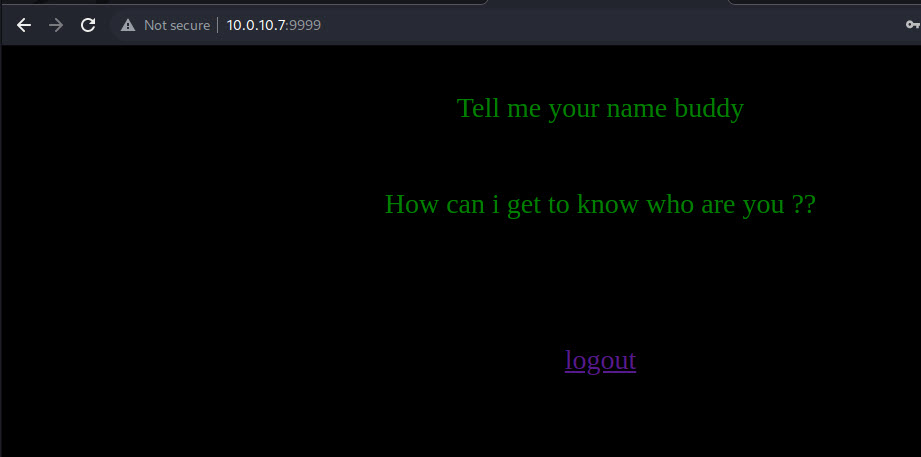 Not secure | 10.0.10.7:9999
Tell me your name buddy
How can i get to know who are you ??
logout